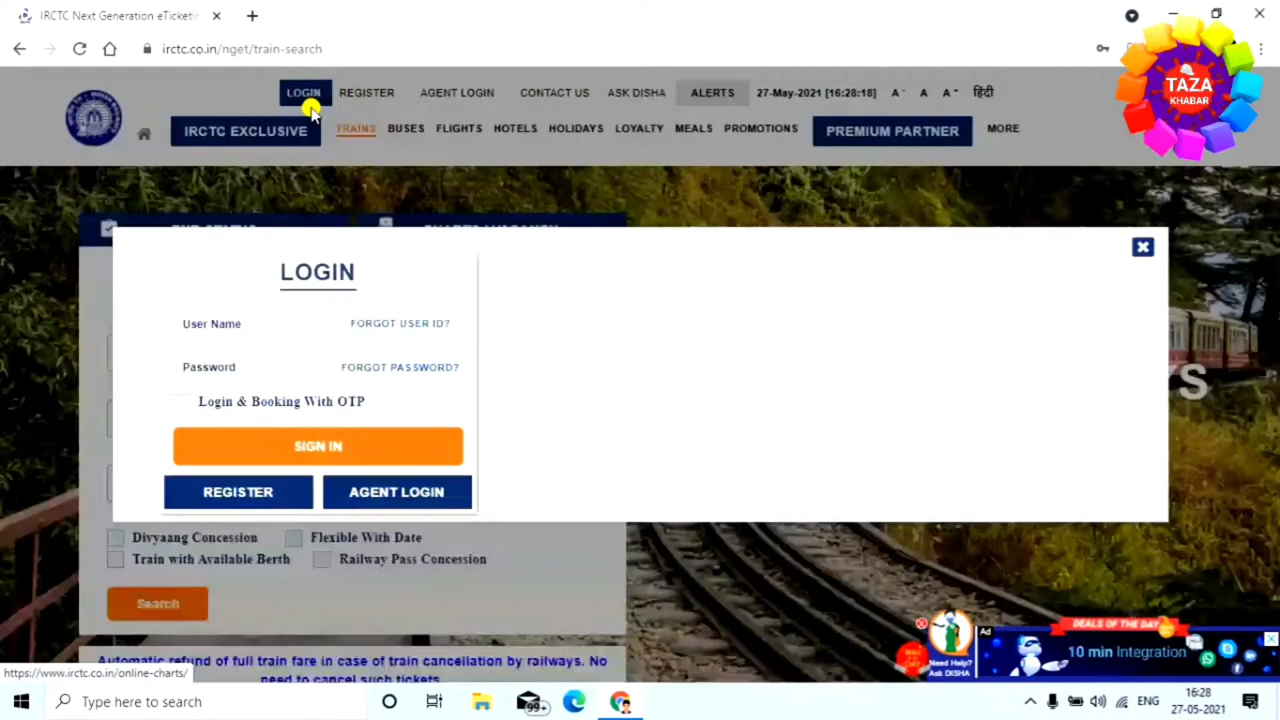 IRCTC Next Generation eTicket
irctc.co.in/nget/train-search
LOGIN REGISTER AGENT LOGIN CONTACT US ASK DISHA ALERTS 27-May-2021 [16:28:18] A- A A+ हिंदी
IRCTC EXCLUSIVE TRAINS BUSES FLIGHTS HOTELS HOLIDAYS LOYALTY MEALS PROMOTIONS PREMIUM PARTNER MORE
TAZA
KHABAR
LOGIN
User Name FORGOT USER ID?
Password FORGOT PASSWORD?
Login & Booking With OTP
SIGN IN
REGISTER AGENT LOGIN
Divyaang Concession Flexible With Date
Train with Available Berth Railway Pass Concession
Search
Automatic refund of full train fare in case of train cancellation by railways. No
need to cancel such tickets.
https://www.irctc.co.in/online-charts/
Need Help?
Ask DISHA
Ad
DEALS OF THE DAY
10 min Integration
Type here to search
99+
ENG
16:28
27-05-2021